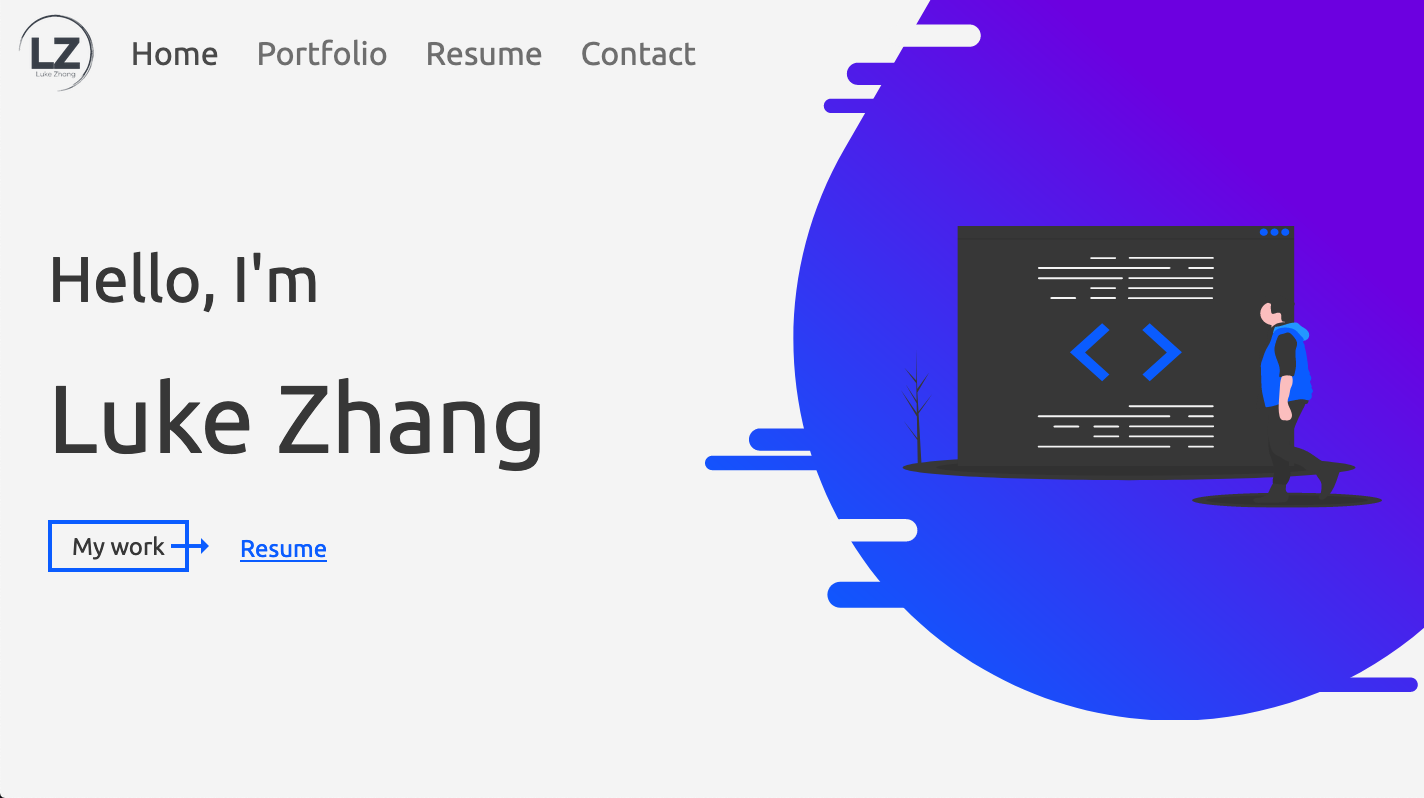 LZ
Luke Zhang
Home Portfolio Resume Contact
Hello, I'm
Luke Zhang
My work Resume
< >